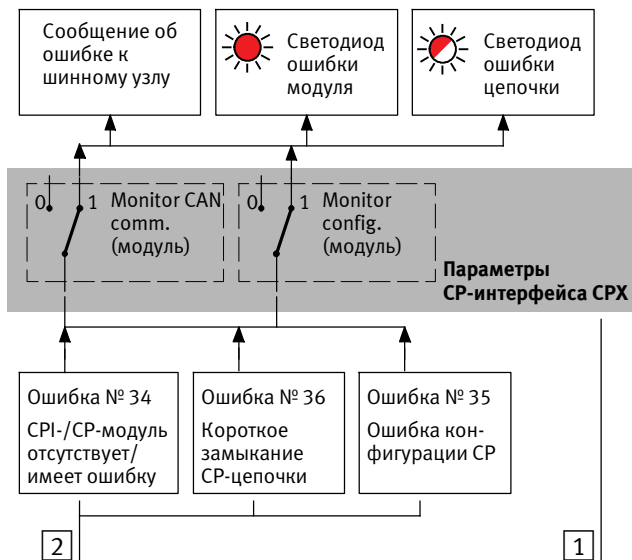 Сообщение об
ошибке к
шинному узлу
Светодиод
ошибки
модуля
Светодиод
ошибки
цепочки
0 1 Monitor CAN
comm.
(модуль)
0 1 Monitor
config.
(модуль)
Параметры
CP-интерфейса CPX
Ошибка № 34
CPI-/CP-модуль
отсутствует/
имеет ошибку
Ошибка № 36
Короткое
замыкание
CP-цепочки
Ошибка № 35
Ошибка кон-
фигурации CP
2
1